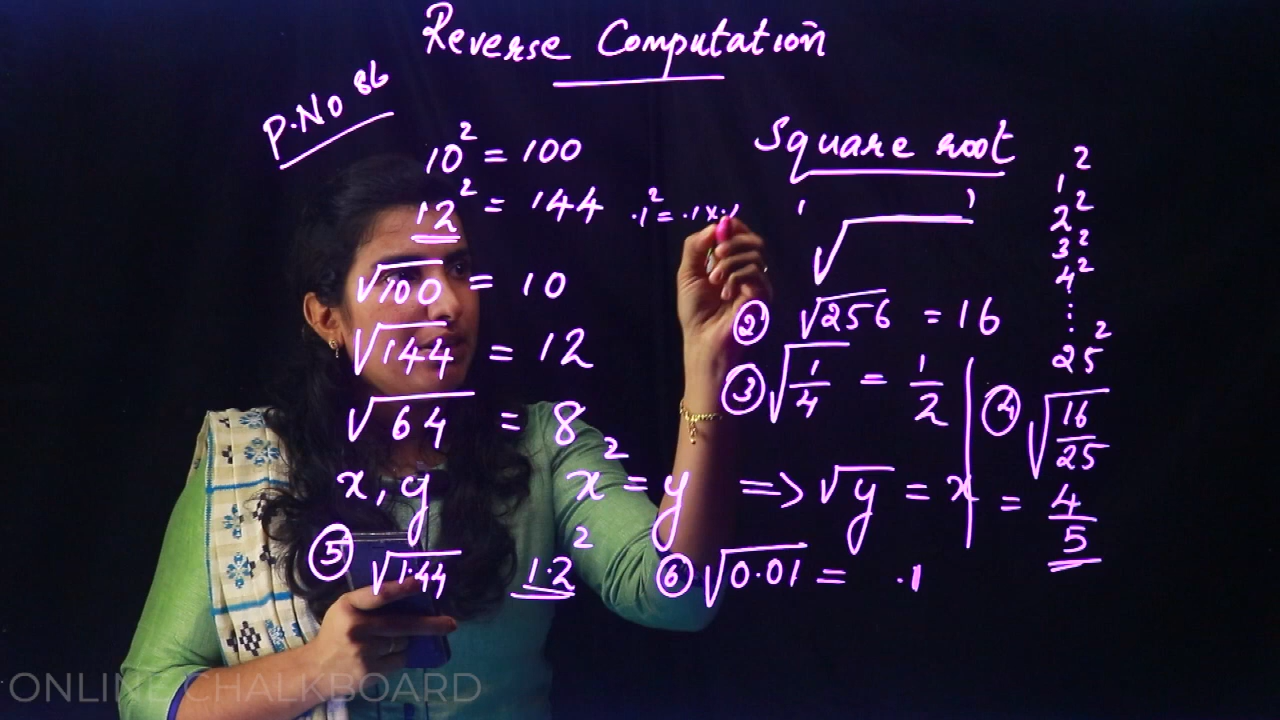 Reverse Computation
P.No 86
10² = 100
12² = 144
.1² = .1 x .1
√100 = 10
√144 = 12
√64 = 8
x, y x² = y => √y = x
⑤ √1.44 1.2² ⑥ √0.01 = .1
Square root
√
② √256 = 16
③ √1/4 = 1/2
④ √16/25
= 4/5
1²
2²
3²
4²
⋮
25²
ONLINE CHALKBOARD